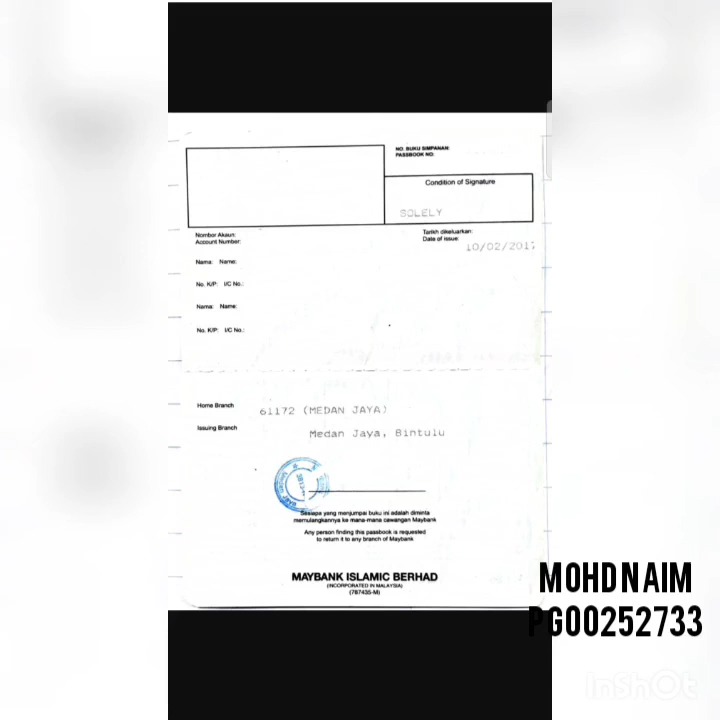 NO. BUKU SIMPANAN:
PASSBOOK NO.
Condition of Signature
SOLELY
Nombor Akaun:
Account Number:
Tarikh dikeluarkan:
Date of issue:
10/02/2017
Nama: Name:
No. K/P: I/C No.:
Nama: Name:
No. K/P: I/C No.:
Home Branch
61172 (MEDAN JAYA)
Issuing Branch
Medan Jaya, Bintulu
Sesiapa yang menjumpai buku ini adalah diminta
memulangkannya ke mana-mana cawangan Maybank
Any person finding this passbook is requested
to return it to any branch of Maybank
MAYBANK ISLAMIC BERHAD
(INCORPORATED IN MALAYSIA)
(787435-M)
MOHD NAIM
PG00252733
InShOt